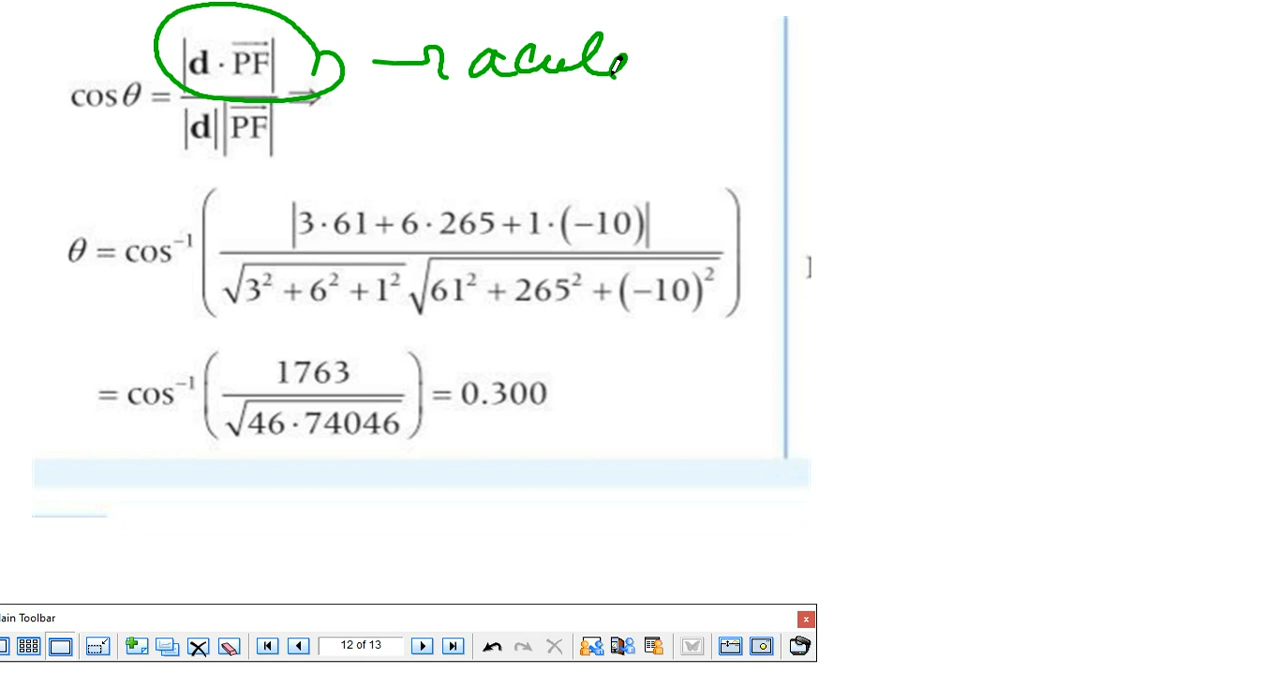 cos θ = |d · PF→| / |d||PF→| ⇒
→ acute
θ = cos⁻¹ ( |3·61 + 6·265 + 1·(−10)| / √(3² + 6² + 1²) √(61² + 265² + (−10)²) )
= cos⁻¹ ( 1763 / √(46·74046) ) = 0.300
ain Toolbar
x
12 of 13